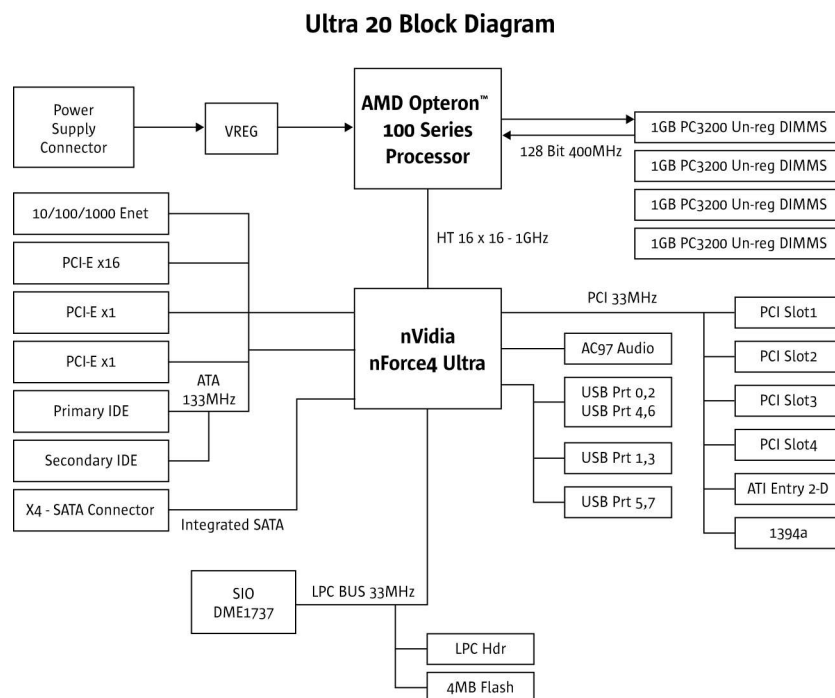 Ultra 20 Block Diagram
Power
Supply
Connector
VREG
AMD Opteron™
100 Series
Processor
128 Bit 400MHz
1GB PC3200 Un-reg DIMMS
1GB PC3200 Un-reg DIMMS
1GB PC3200 Un-reg DIMMS
1GB PC3200 Un-reg DIMMS
HT 16 x 16 - 1GHz
10/100/1000 Enet
PCI-E x16
PCI-E x1
PCI-E x1
ATA
133MHz
Primary IDE
Secondary IDE
X4 - SATA Connector
Integrated SATA
nVidia
nForce4 Ultra
PCI 33MHz
AC97 Audio
USB Prt 0,2
USB Prt 4,6
USB Prt 1,3
USB Prt 5,7
PCI Slot1
PCI Slot2
PCI Slot3
PCI Slot4
ATI Entry 2-D
1394a
SIO
DME1737
LPC BUS 33MHz
LPC Hdr
4MB Flash